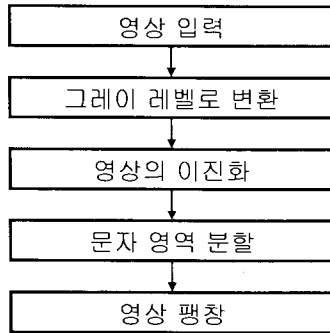 영상 입력
그레이 레벨로 변환
영상의 이진화
문자 영역 분할
영상 팽창